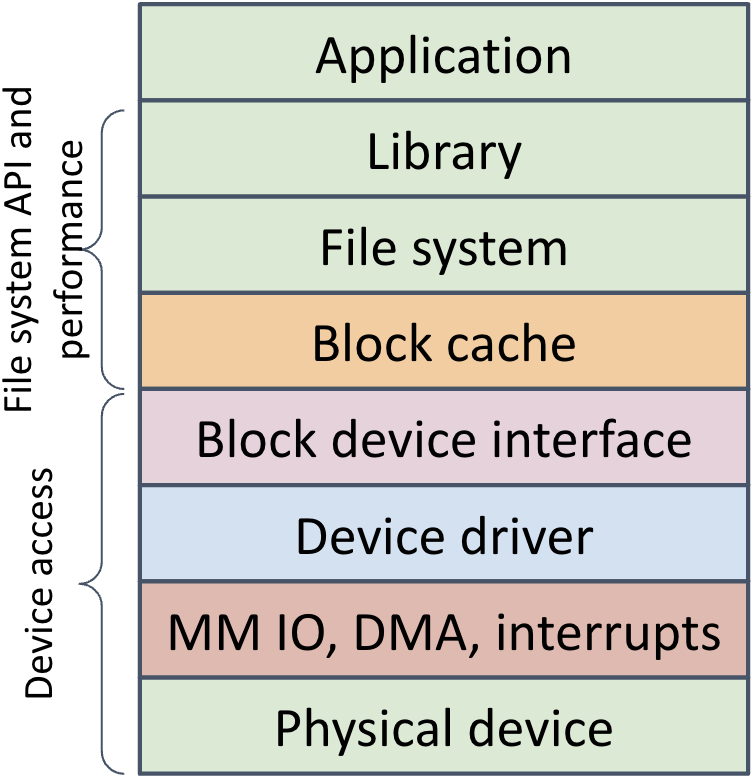 Application
Library
File system
Block cache
Block device interface
Device driver
MM IO, DMA, interrupts
Physical device
File system API and
performance
Device access